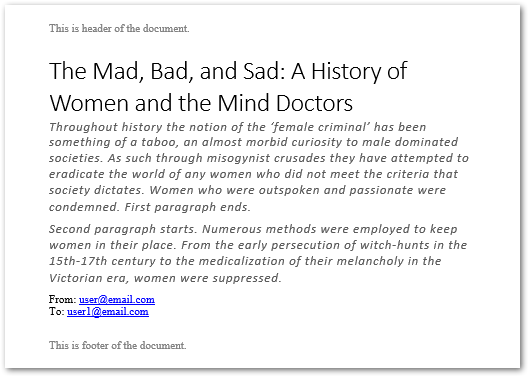 This is header of the document.
The Mad, Bad, and Sad: A History of
Women and the Mind Doctors
Throughout history the notion of the ‘female criminal’ has been
something of a taboo, an almost morbid curiosity to male dominated
societies. As such through misogynist crusades they have attempted to
eradicate the world of any women who did not meet the criteria that
society dictates. Women who were outspoken and passionate were
condemned. First paragraph ends.
Second paragraph starts. Numerous methods were employed to keep
women in their place. From the early persecution of witch-hunts in the
15th-17th century to the medicalization of their melancholy in the
Victorian era, women were suppressed.
From: user@email.com
To: user1@email.com
This is footer of the document.